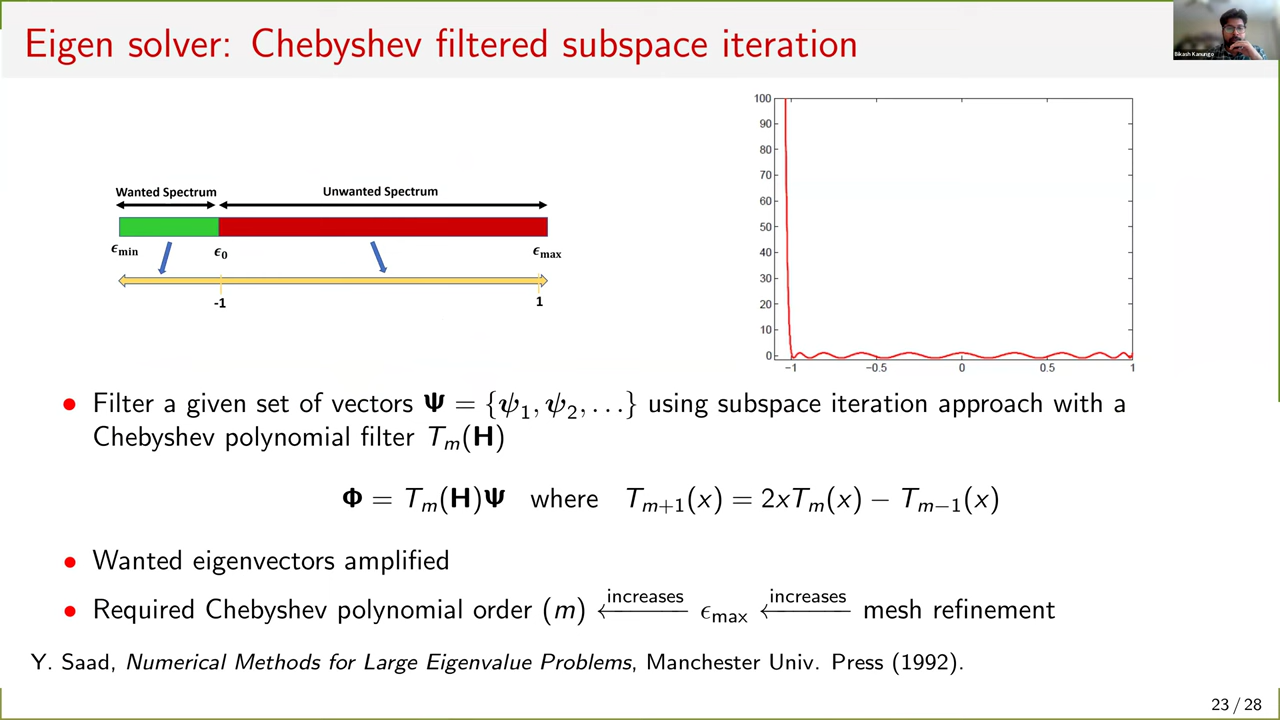 Eigen solver: Chebyshev filtered subspace iteration
Bikash Kanungo
Wanted Spectrum
Unwanted Spectrum
ϵmin
ϵ0
ϵmax
-1
1
100
90
80
70
60
50
40
30
20
10
0
−1
−0.5
0
0.5
1
• Filter a given set of vectors Ψ = {ψ1, ψ2, . . .} using subspace iteration approach with a
Chebyshev polynomial filter Tm(H)
Φ = Tm(H)Ψ where Tm+1(x) = 2xTm(x) − Tm−1(x)
• Wanted eigenvectors amplified
• Required Chebyshev polynomial order (m) ←increases− ϵmax ←increases− mesh refinement
Y. Saad, Numerical Methods for Large Eigenvalue Problems, Manchester Univ. Press (1992).
23 / 28